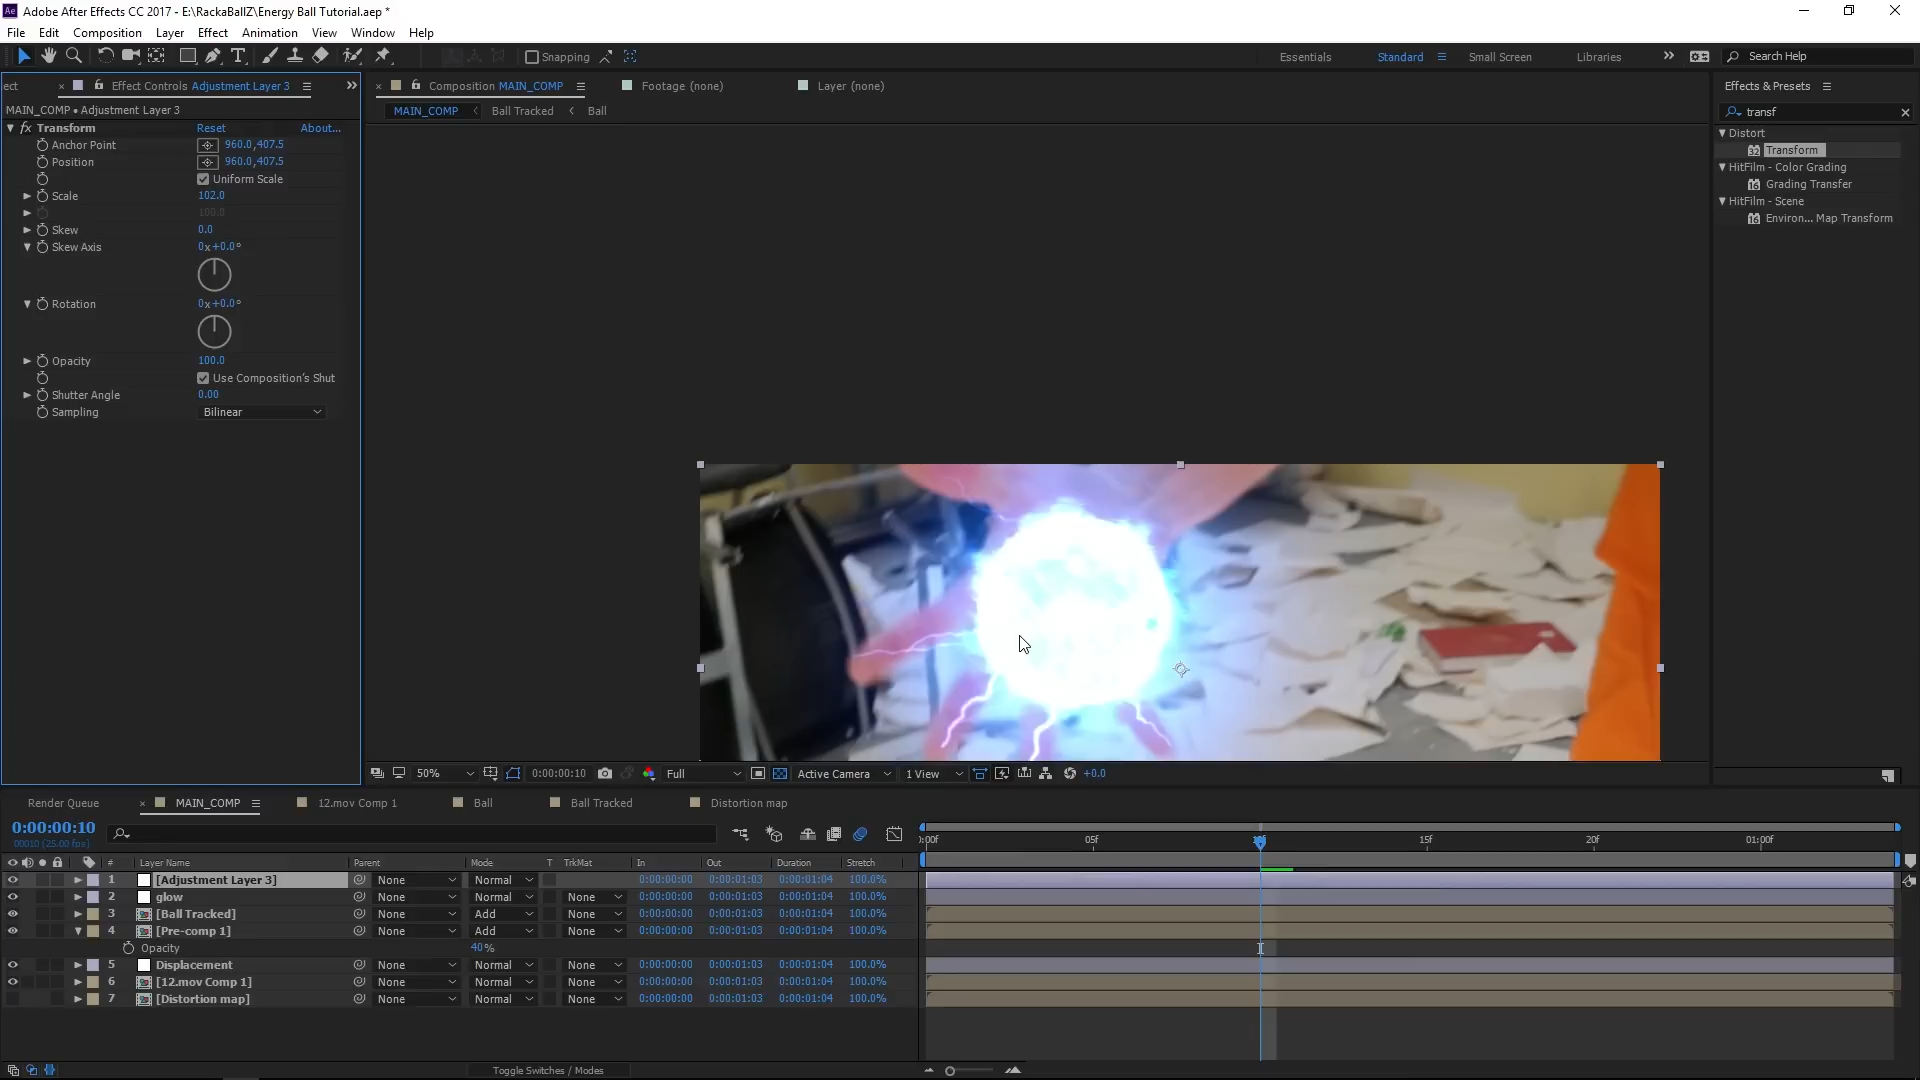 Adobe After Effects CC 2017 - E:\RackaBallZ\Energy Ball Tutorial.aep *
File Edit Composition Layer Effect Animation View Window Help
Snapping Essentials Standard Small Screen Libraries Search Help
ect Effect Controls Adjustment Layer 3
Composition MAIN_COMP Footage (none) Layer (none)
Effects & Presets
MAIN_COMP • Adjustment Layer 3
MAIN_COMP Ball Tracked Ball
transf
fx Transform Reset About...
Anchor Point 960.0,407.5
Position 960.0,407.5
Uniform Scale
Scale 102.0
100.0
Skew 0.0
Skew Axis 0x+0.0°
Rotation 0x+0.0°
Opacity 100.0
Use Composition's Shut
Shutter Angle 0.00
Sampling Bilinear
Distort
Transform
HitFilm - Color Grading
Grading Transfer
HitFilm - Scene
Environ... Map Transform
50% 0:00:00:10 Full Active Camera 1 View +0.0
Render Queue MAIN_COMP 12.mov Comp 1 Ball Ball Tracked Distortion map
0:00:00:10
00010 (25.00 fps)
):00f 05f 10f 15f 20f 01:00f
# Layer Name Parent Mode T TrkMat In Out Duration Stretch
1 [Adjustment Layer 3] None Normal 0:00:00:00 0:00:01:03 0:00:01:04 100.0%
2 glow None Normal None 0:00:00:00 0:00:01:03 0:00:01:04 100.0%
3 [Ball Tracked] None Add None 0:00:00:00 0:00:01:03 0:00:01:04 100.0%
4 [Pre-comp 1] None Add None 0:00:00:00 0:00:01:03 0:00:01:04 100.0%
Opacity 40%
5 Displacement None Normal None 0:00:00:00 0:00:01:03 0:00:01:04 100.0%
6 [12.mov Comp 1] None Normal None 0:00:00:00 0:00:01:03 0:00:01:04 100.0%
7 [Distortion map] None Normal None 0:00:00:00 0:00:01:03 0:00:01:04 100.0%
Toggle Switches / Modes